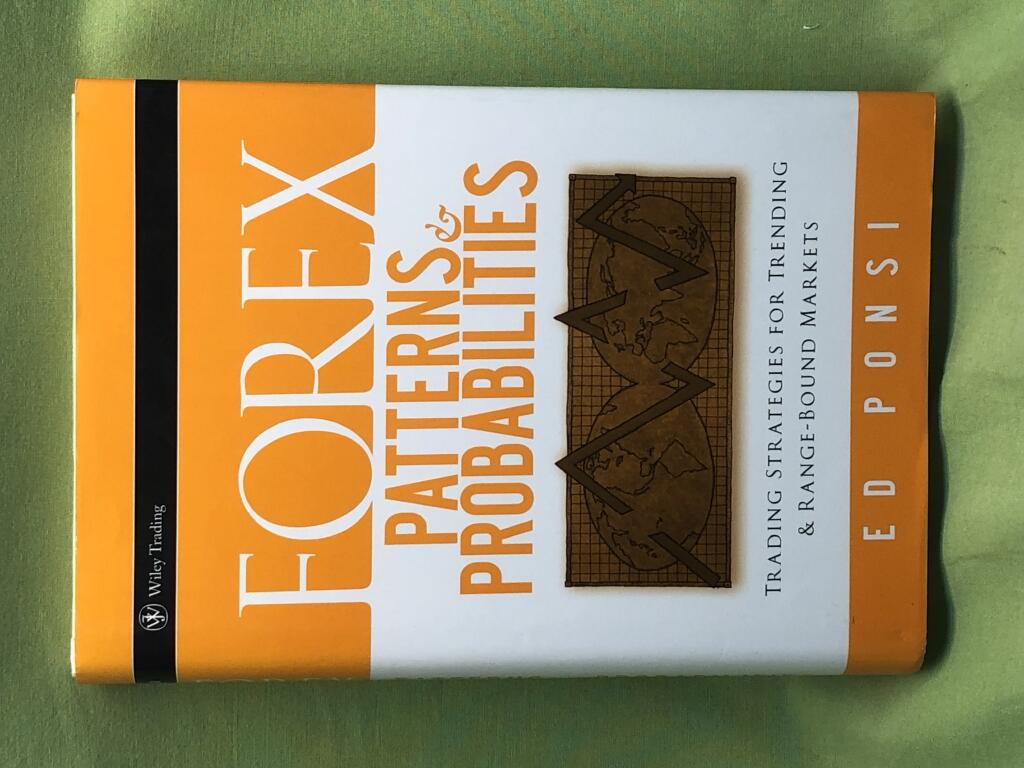 Wiley Trading
FOREX
PATTERNS &
PROBABILITIES
TRADING STRATEGIES FOR TRENDING
& RANGE-BOUND MARKETS
ED PONSI